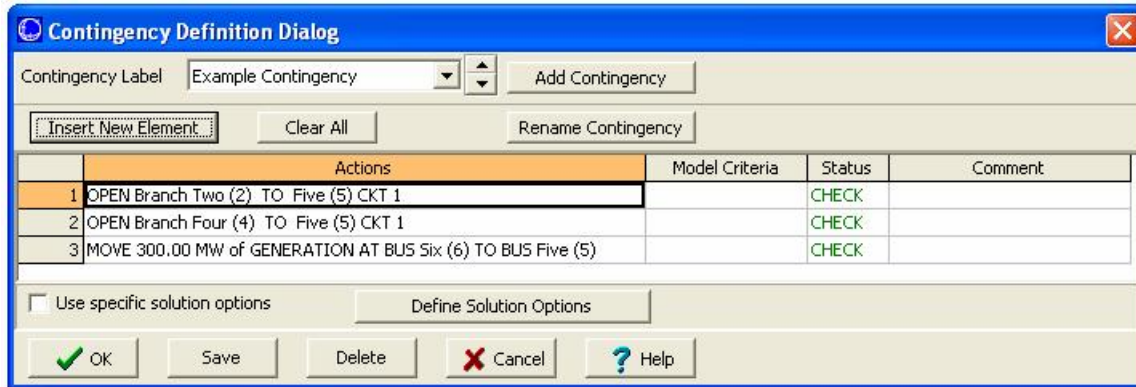 Contingency Definition Dialog
Contingency Label Example Contingency Add Contingency
Insert New Element Clear All Rename Contingency
Actions Model Criteria Status Comment
1 OPEN Branch Two (2) TO Five (5) CKT 1 CHECK
2 OPEN Branch Four (4) TO Five (5) CKT 1 CHECK
3 MOVE 300.00 MW of GENERATION AT BUS Six (6) TO BUS Five (5) CHECK
Use specific solution options Define Solution Options
OK Save Delete Cancel ? Help